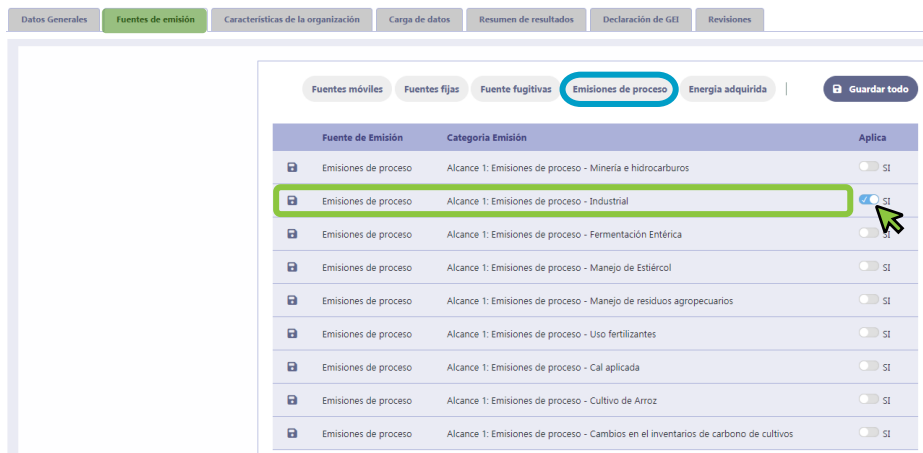 Datos Generales Fuentes de emisión Características de la organización Carga de datos Resumen de resultados Declaración de GEI Revisiones
Fuentes móviles Fuentes fijas Fuente fugitivas Emisiones de proceso Energía adquirida | Guardar todo
Fuente de Emisión Categoria Emisión Aplica
Emisiones de proceso Alcance 1: Emisiones de proceso - Minería e hidrocarburos SI
Emisiones de proceso Alcance 1: Emisiones de proceso - Industrial SI
Emisiones de proceso Alcance 1: Emisiones de proceso - Fermentación Entérica SI
Emisiones de proceso Alcance 1: Emisiones de proceso - Manejo de Estiércol SI
Emisiones de proceso Alcance 1: Emisiones de proceso - Manejo de residuos agropecuarios SI
Emisiones de proceso Alcance 1: Emisiones de proceso - Uso fertilizantes SI
Emisiones de proceso Alcance 1: Emisiones de proceso - Cal aplicada SI
Emisiones de proceso Alcance 1: Emisiones de proceso - Cultivo de Arroz SI
Emisiones de proceso Alcance 1: Emisiones de proceso - Cambios en el inventarios de carbono de cultivos SI